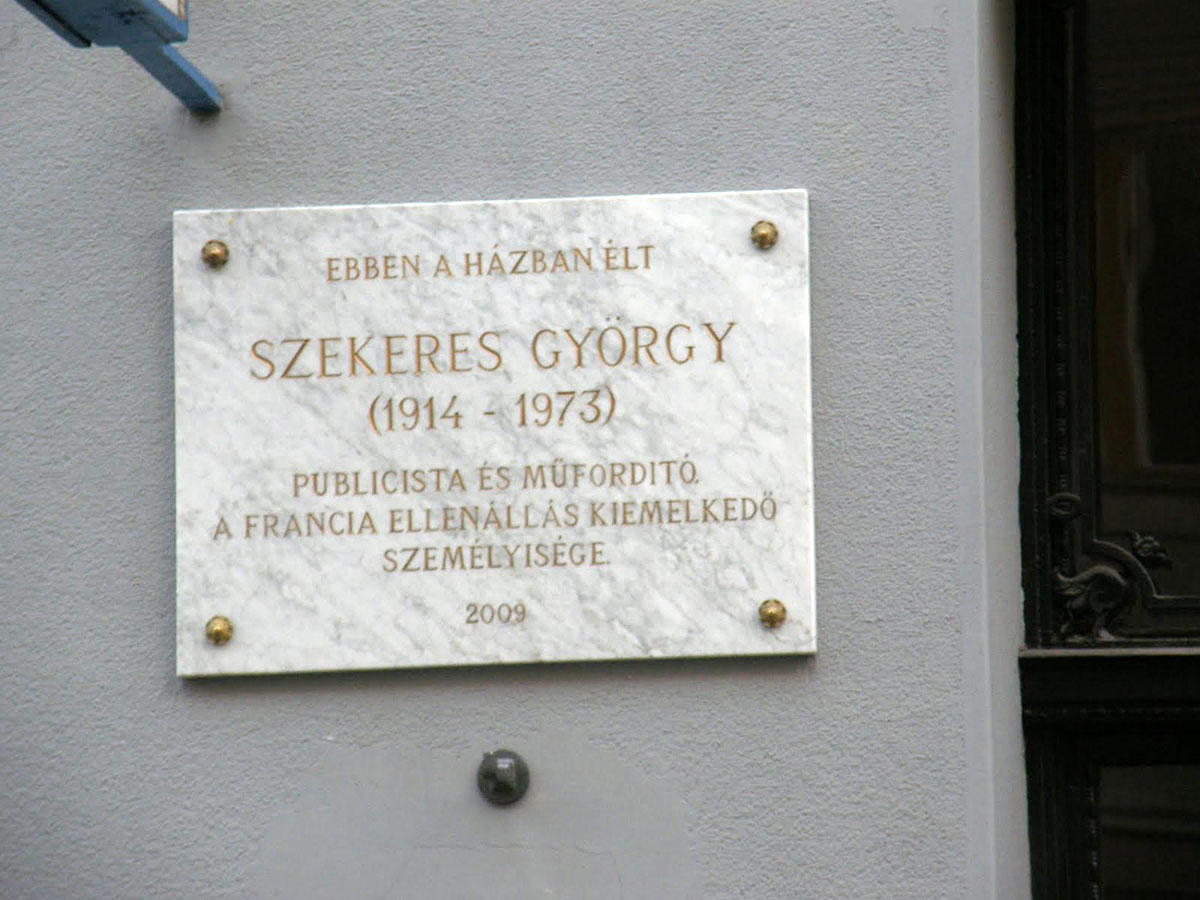 EBBEN A HÁZBAN ÉLT
SZEKERES GYÖRGY
(1914 - 1973)
PUBLICISTA ÉS MŰFORDITÓ.
A FRANCIA ELLENÁLLÁS KIEMELKEDŐ
SZEMÉLYISÉGE.
2009